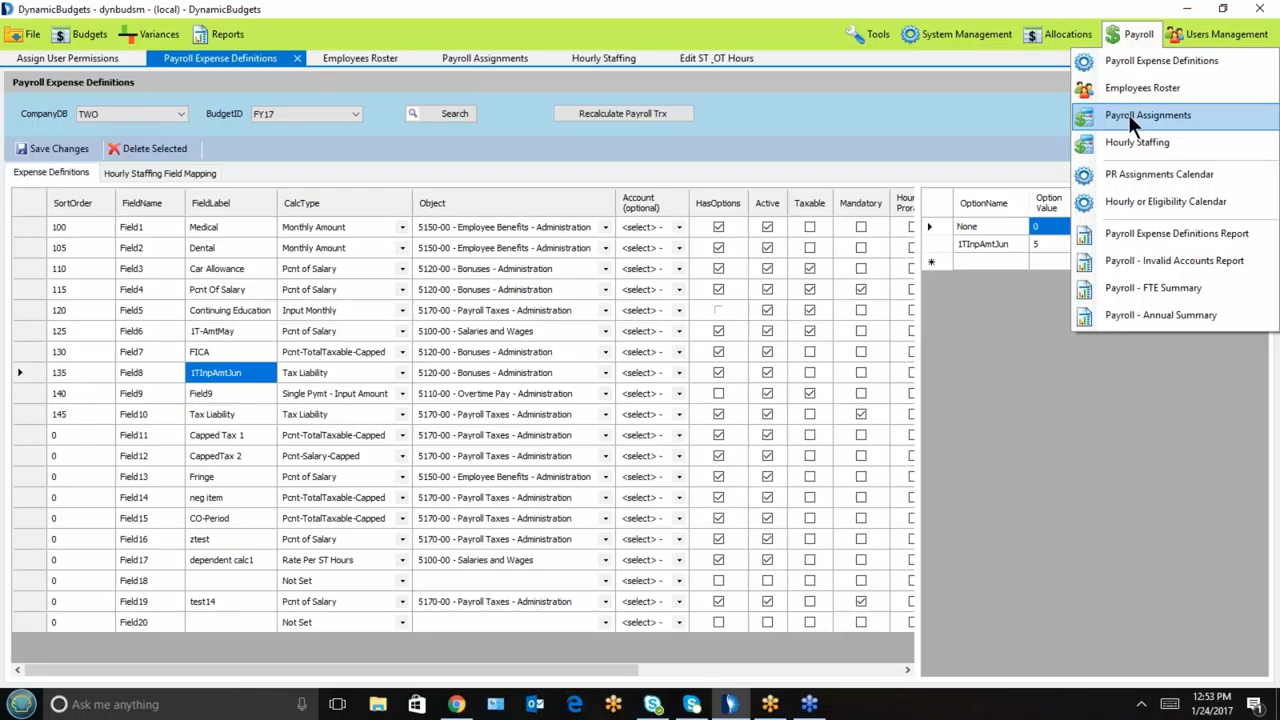 DynamicBudgets - dynbudsm - (local) - DynamicBudgets
File Budgets Variances Reports Tools System Management Allocations Payroll Users Management
Assign User Permissions Payroll Expense Definitions Employees Roster Payroll Assignments Hourly Staffing Edit ST _OT Hours
Payroll Expense Definitions
CompanyDB TWO BudgetID FY17 Search Recalculate Payroll Trx
Save Changes Delete Selected
Expense Definitions Hourly Staffing Field Mapping
SortOrder FieldName FieldLabel CalcType Object Account (optional) HasOptions Active Taxable Mandatory Hour Prora
100 Field1 Medical Monthly Amount 5150-00 - Employee Benefits - Administration <select> -
105 Field2 Dental Monthly Amount 5150-00 - Employee Benefits - Administration <select> -
110 Field3 Car Allowance Pcnt of Salary 5120-00 - Bonuses - Administration <select> -
115 Field4 Pcnt Of Salary Pcnt of Salary 5120-00 - Bonuses - Administration <select> -
120 Field5 Continuing Education Input Monthly 5170-00 - Payroll Taxes - Administration <select> -
125 Field6 1T-AmtMay Pcnt of Salary 5100-00 - Salaries and Wages <select> -
130 Field7 FICA Pcnt-TotalTaxable-Capped 5120-00 - Bonuses - Administration <select> -
135 Field8 1TInpAmtJun Tax Liability 5120-00 - Bonuses - Administration <select> -
140 Field9 Field9 Single Pymt - Input Amount 5110-00 - Overtime Pay - Administration <select> -
145 Field10 Tax Liability Tax Liability 5170-00 - Payroll Taxes - Administration <select> -
0 Field11 Capped Tax 1 Pcnt-TotalTaxable-Capped 5170-00 - Payroll Taxes - Administration <select> -
0 Field12 CappedTax 2 Pcnt-Salary-Capped 5170-00 - Payroll Taxes - Administration <select> -
0 Field13 Fringe Pcnt of Salary 5150-00 - Employee Benefits - Administration <select> -
0 Field14 neg item Pcnt-TotalTaxable-Capped 5170-00 - Payroll Taxes - Administration <select> -
0 Field15 CO-Period Pcnt-TotalTaxable-Capped 5170-00 - Payroll Taxes - Administration <select> -
0 Field16 ztest Pcnt of Salary 5170-00 - Payroll Taxes - Administration <select> -
0 Field17 dependent calc1 Rate Per ST Hours 5100-00 - Salaries and Wages <select> -
0 Field18 Not Set
0 Field19 test14 Pcnt of Salary 5170-00 - Payroll Taxes - Administration <select> -
0 Field20 Not Set
OptionName Option Value
None 0
1TInpAmtJun 5
Payroll Expense Definitions
Employees Roster
Payroll Assignments
Hourly Staffing
PR Assignments Calendar
Hourly or Eligibility Calendar
Payroll Expense Definitions Report
Payroll - Invalid Accounts Report
Payroll - FTE Summary
Payroll - Annual Summary
Ask me anything
12:53 PM
1/24/2017
1